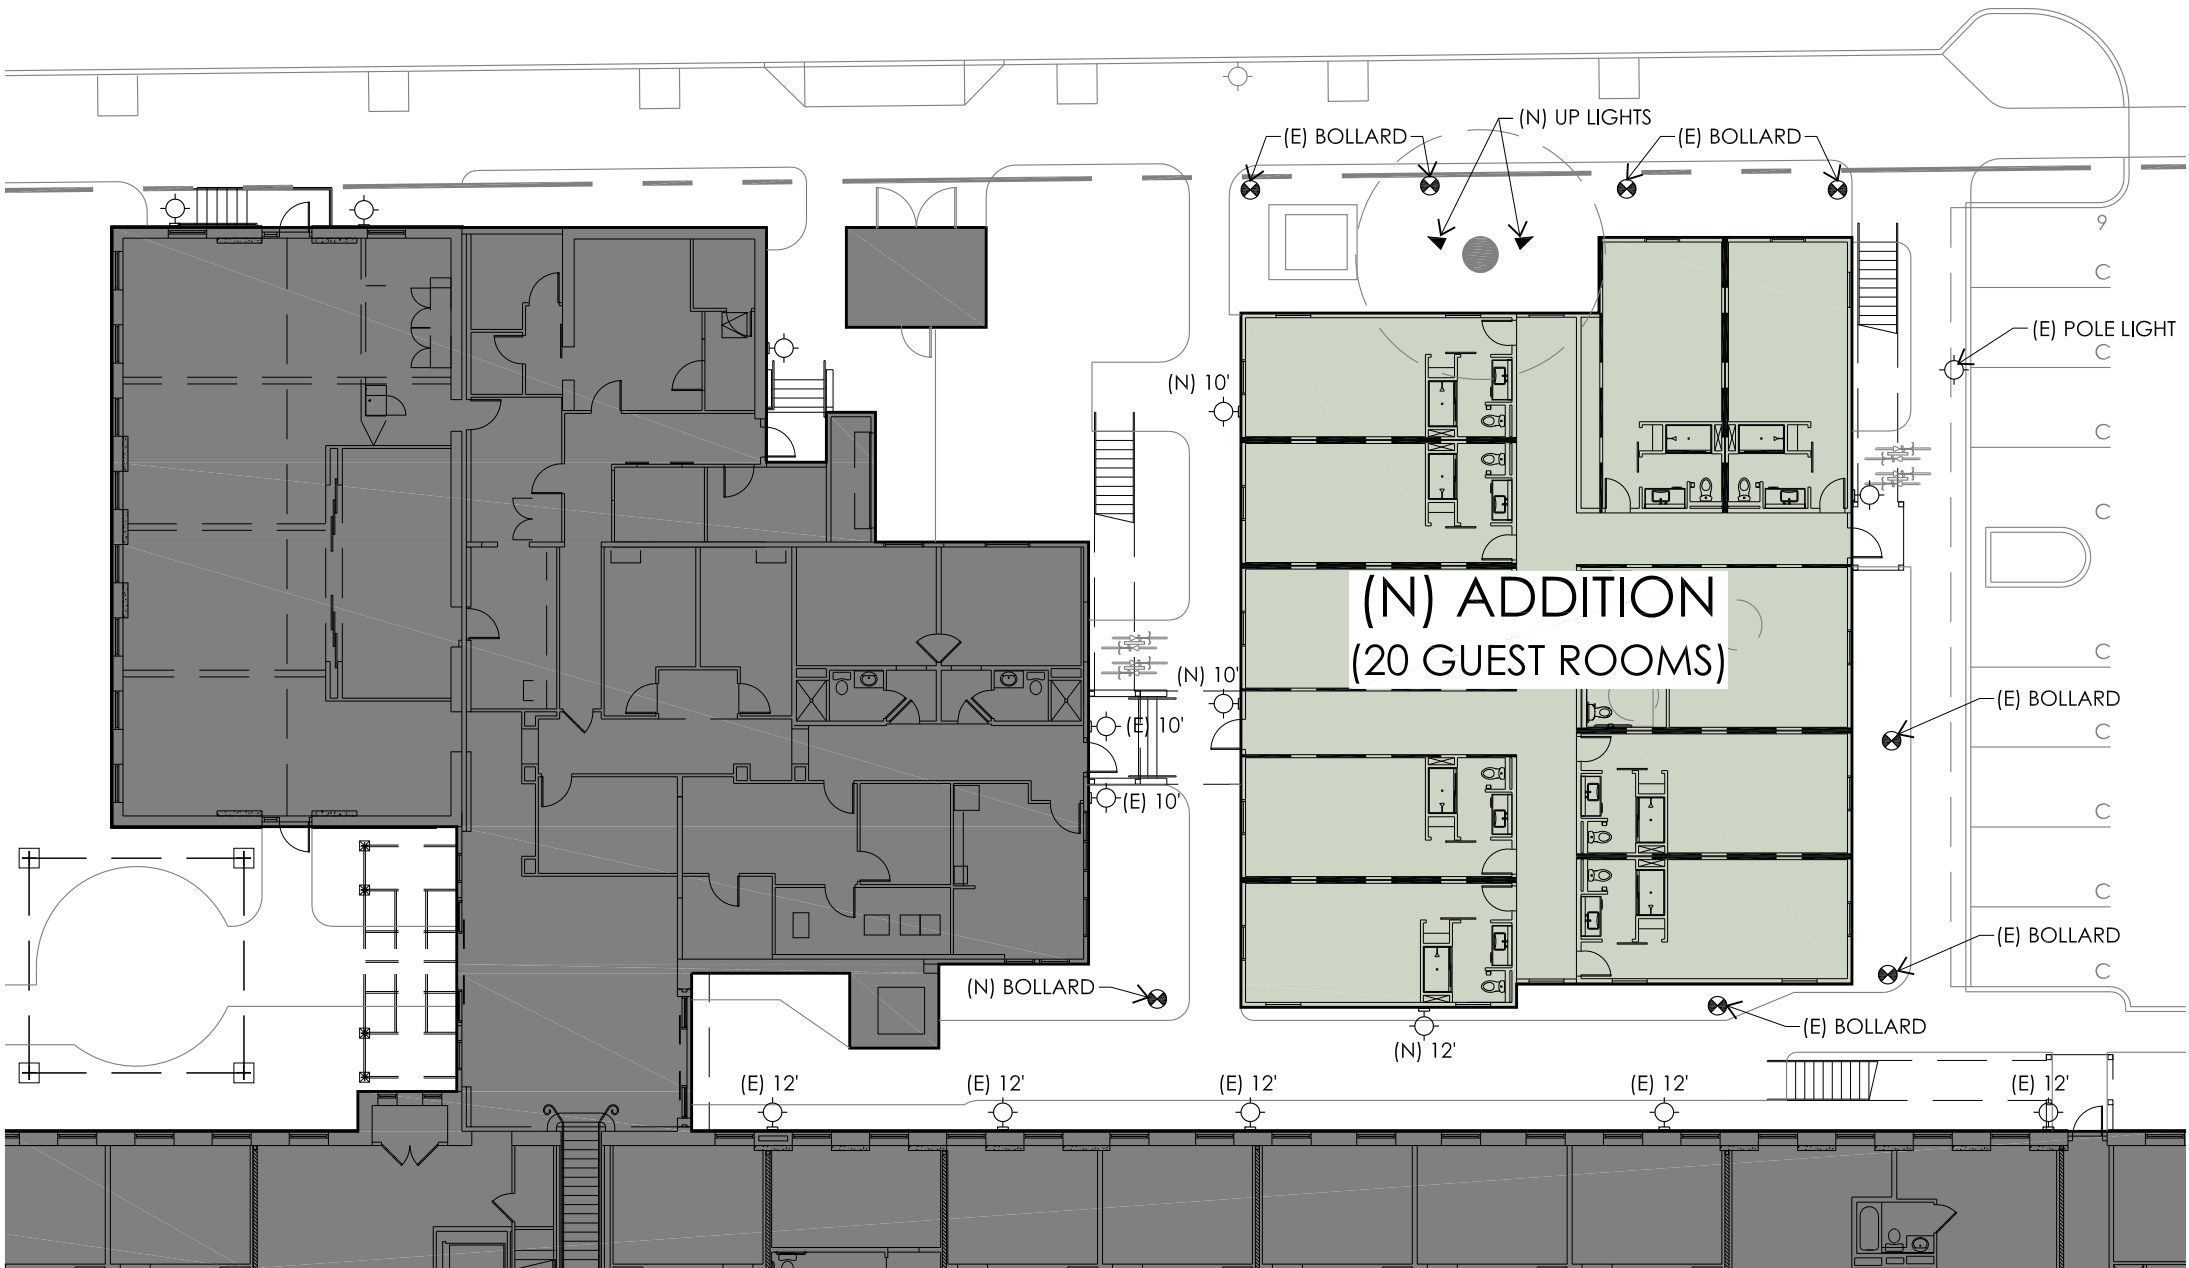 (N) UP LIGHTS
(E) BOLLARD
(E) BOLLARD
9
C
(E) POLE LIGHT
C
(N) 10'
C
C
(N) ADDITION
(20 GUEST ROOMS)
C
(N) 10'
(E) BOLLARD
(E) 10'
C
(E) 10'
C
C
(E) BOLLARD
C
(N) BOLLARD
(E) BOLLARD
(N) 12'
(E) 12'
(E) 12'
(E) 12'
(E) 12'
(E) 12'